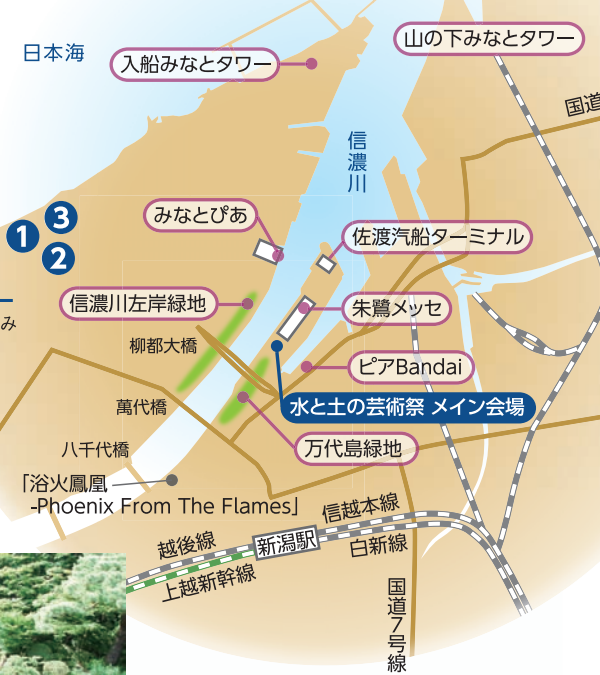 日本海
入船みなとタワー
山の下みなとタワー
国道
信濃川
3
1
2
みなとぴあ
佐渡汽船ターミナル
信濃川左岸緑地
朱鷺メッセ
み
柳都大橋
ピアBandai
萬代橋
水と土の芸術祭 メイン会場
八千代橋
万代島緑地
「浴火鳳凰
-Phoenix From The Flames」
信越本線
越後線
新潟駅
白新線
上越新幹線
国道7号線